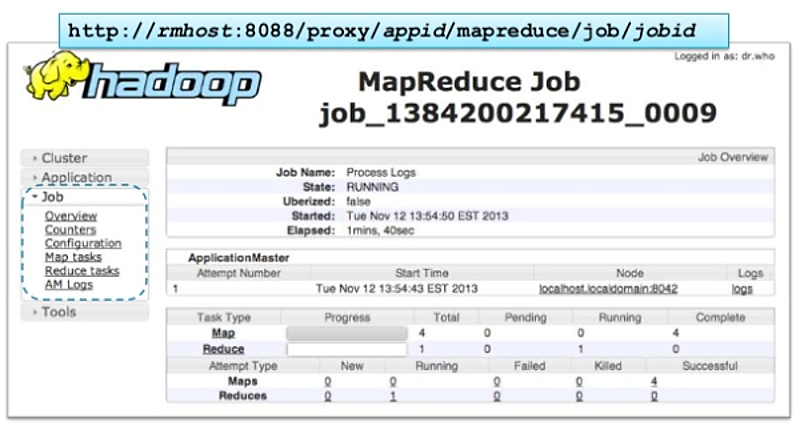 http://rmhost:8088/proxy/appid/mapreduce/job/jobid
Logged in as: dr.who
hadoop
MapReduce Job
job_1384200217415_0009
Cluster
Application
Job
Overview
Counters
Configuration
Map tasks
Reduce tasks
AM Logs
Tools
Job Overview
Job Name: Process Logs
State: RUNNING
Uberized: false
Started: Tue Nov 12 13:54:50 EST 2013
Elapsed: 1mins, 40sec
ApplicationMaster
Attempt Number Start Time Node Logs
1 Tue Nov 12 13:54:43 EST 2013 localhost.localdomain:8042 logs
Task Type Progress Total Pending Running Complete
Map 4 0 0 4
Reduce 1 0 1 0
Attempt Type New Running Failed Killed Successful
Maps 0 0 0 0 4
Reduces 0 1 0 0 0